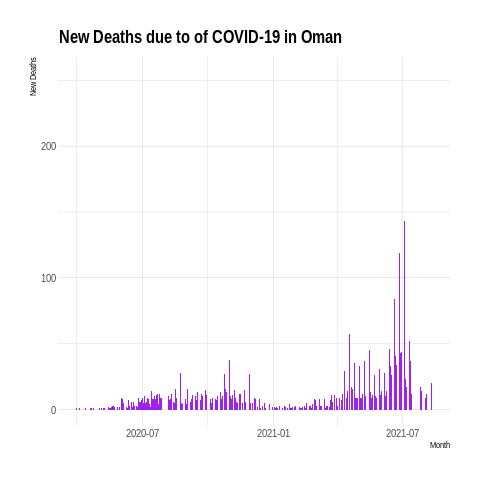 New Deaths due to of COVID-19 in Oman
New Deaths
200
100
0
2020-07
2021-01
2021-07
Month